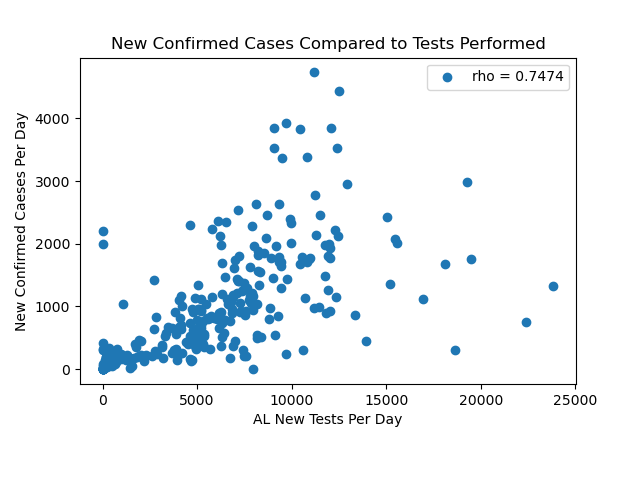 New Confirmed Cases Compared to Tests Performed
rho = 0.7474
New Confirmed Caeses Per Day
4000
3000
2000
1000
0
0 5000 10000 15000 20000 25000
AL New Tests Per Day